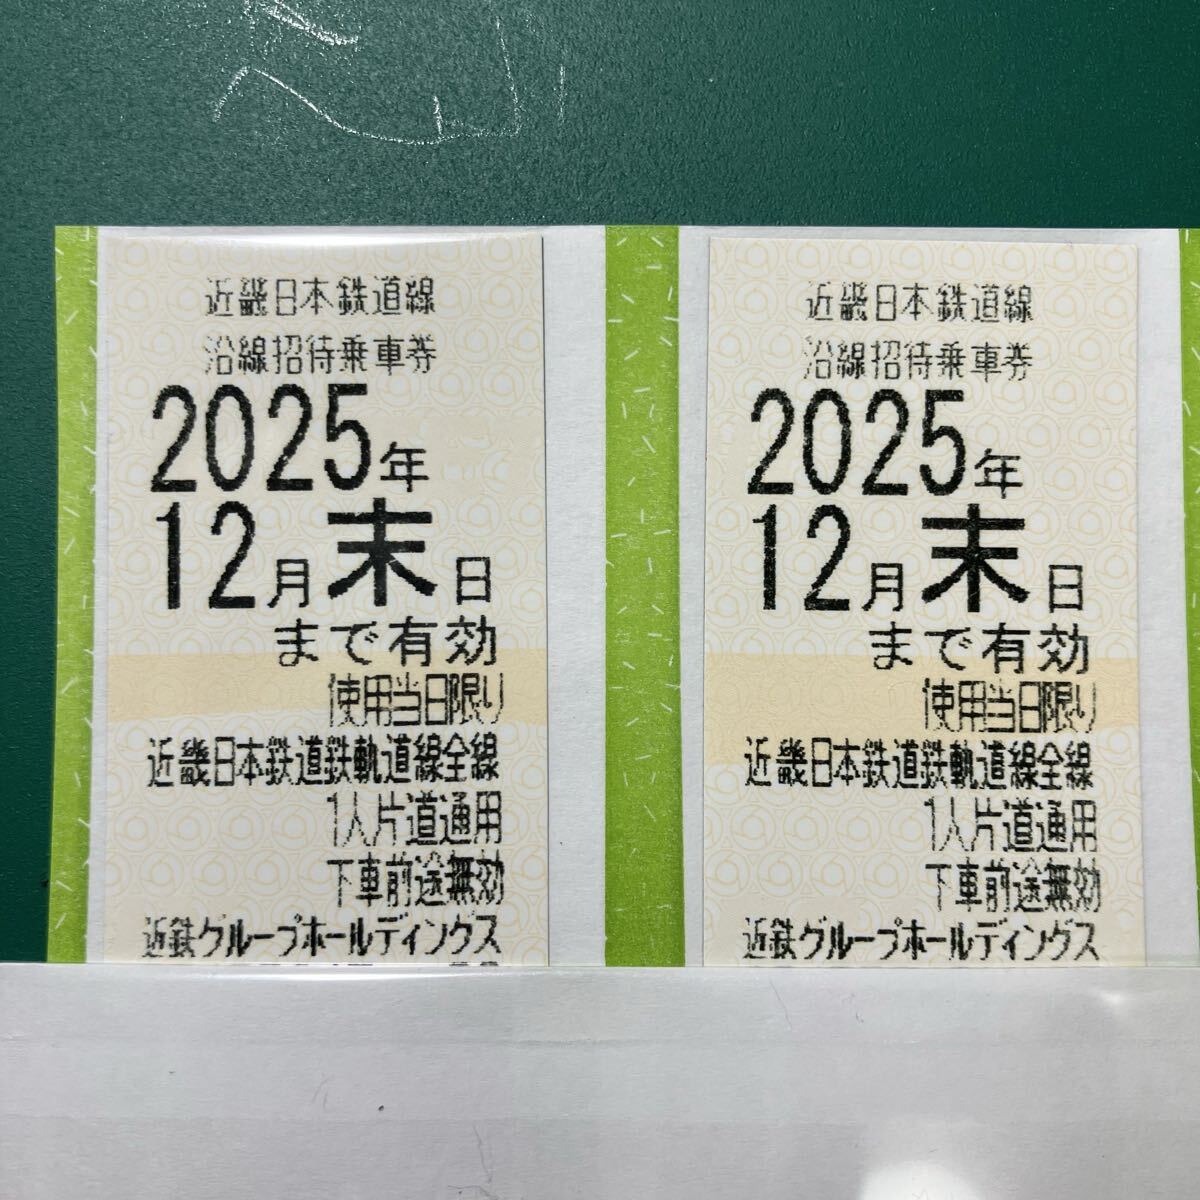 近畿日本鉄道線
沿線招待乗車券
2025年
12月末日
まで有効
使用当日限り
近畿日本鉄道鉄軌道線全線
1人片道通用
下車前途無効
近鉄グループホールディングス
近畿日本鉄道線
沿線招待乗車券
2025年
12月末日
まで有効
使用当日限り
近畿日本鉄道鉄軌道線全線
1人片道通用
下車前途無効
近鉄グループホールディングス